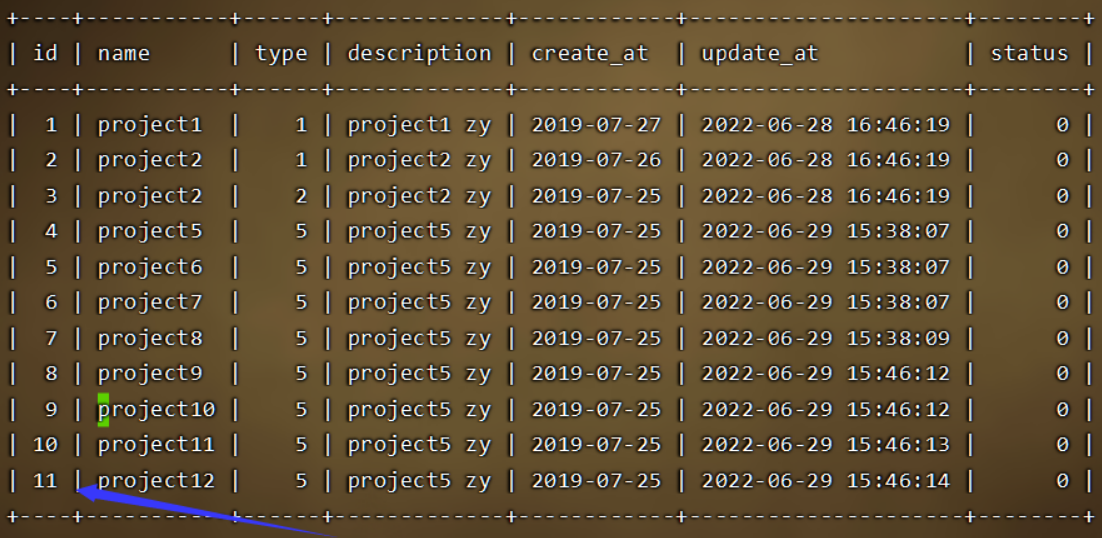 +----+-----------+------+-------------+------------+---------------------+--------+
| id | name      | type | description | create_at  | update_at           | status |
+----+-----------+------+-------------+------------+---------------------+--------+
|  1 | project1  |    1 | project1 zy | 2019-07-27 | 2022-06-28 16:46:19 |      0 |
|  2 | project2  |    1 | project2 zy | 2019-07-26 | 2022-06-28 16:46:19 |      0 |
|  3 | project2  |    2 | project2 zy | 2019-07-25 | 2022-06-28 16:46:19 |      0 |
|  4 | project5  |    5 | project5 zy | 2019-07-25 | 2022-06-29 15:38:07 |      0 |
|  5 | project6  |    5 | project5 zy | 2019-07-25 | 2022-06-29 15:38:07 |      0 |
|  6 | project7  |    5 | project5 zy | 2019-07-25 | 2022-06-29 15:38:07 |      0 |
|  7 | project8  |    5 | project5 zy | 2019-07-25 | 2022-06-29 15:38:09 |      0 |
|  8 | project9  |    5 | project5 zy | 2019-07-25 | 2022-06-29 15:46:12 |      0 |
|  9 | project10 |    5 | project5 zy | 2019-07-25 | 2022-06-29 15:46:12 |      0 |
| 10 | project11 |    5 | project5 zy | 2019-07-25 | 2022-06-29 15:46:13 |      0 |
| 11 | project12 |    5 | project5 zy | 2019-07-25 | 2022-06-29 15:46:14 |      0 |
+----+-----------+------+-------------+------------+---------------------+--------+